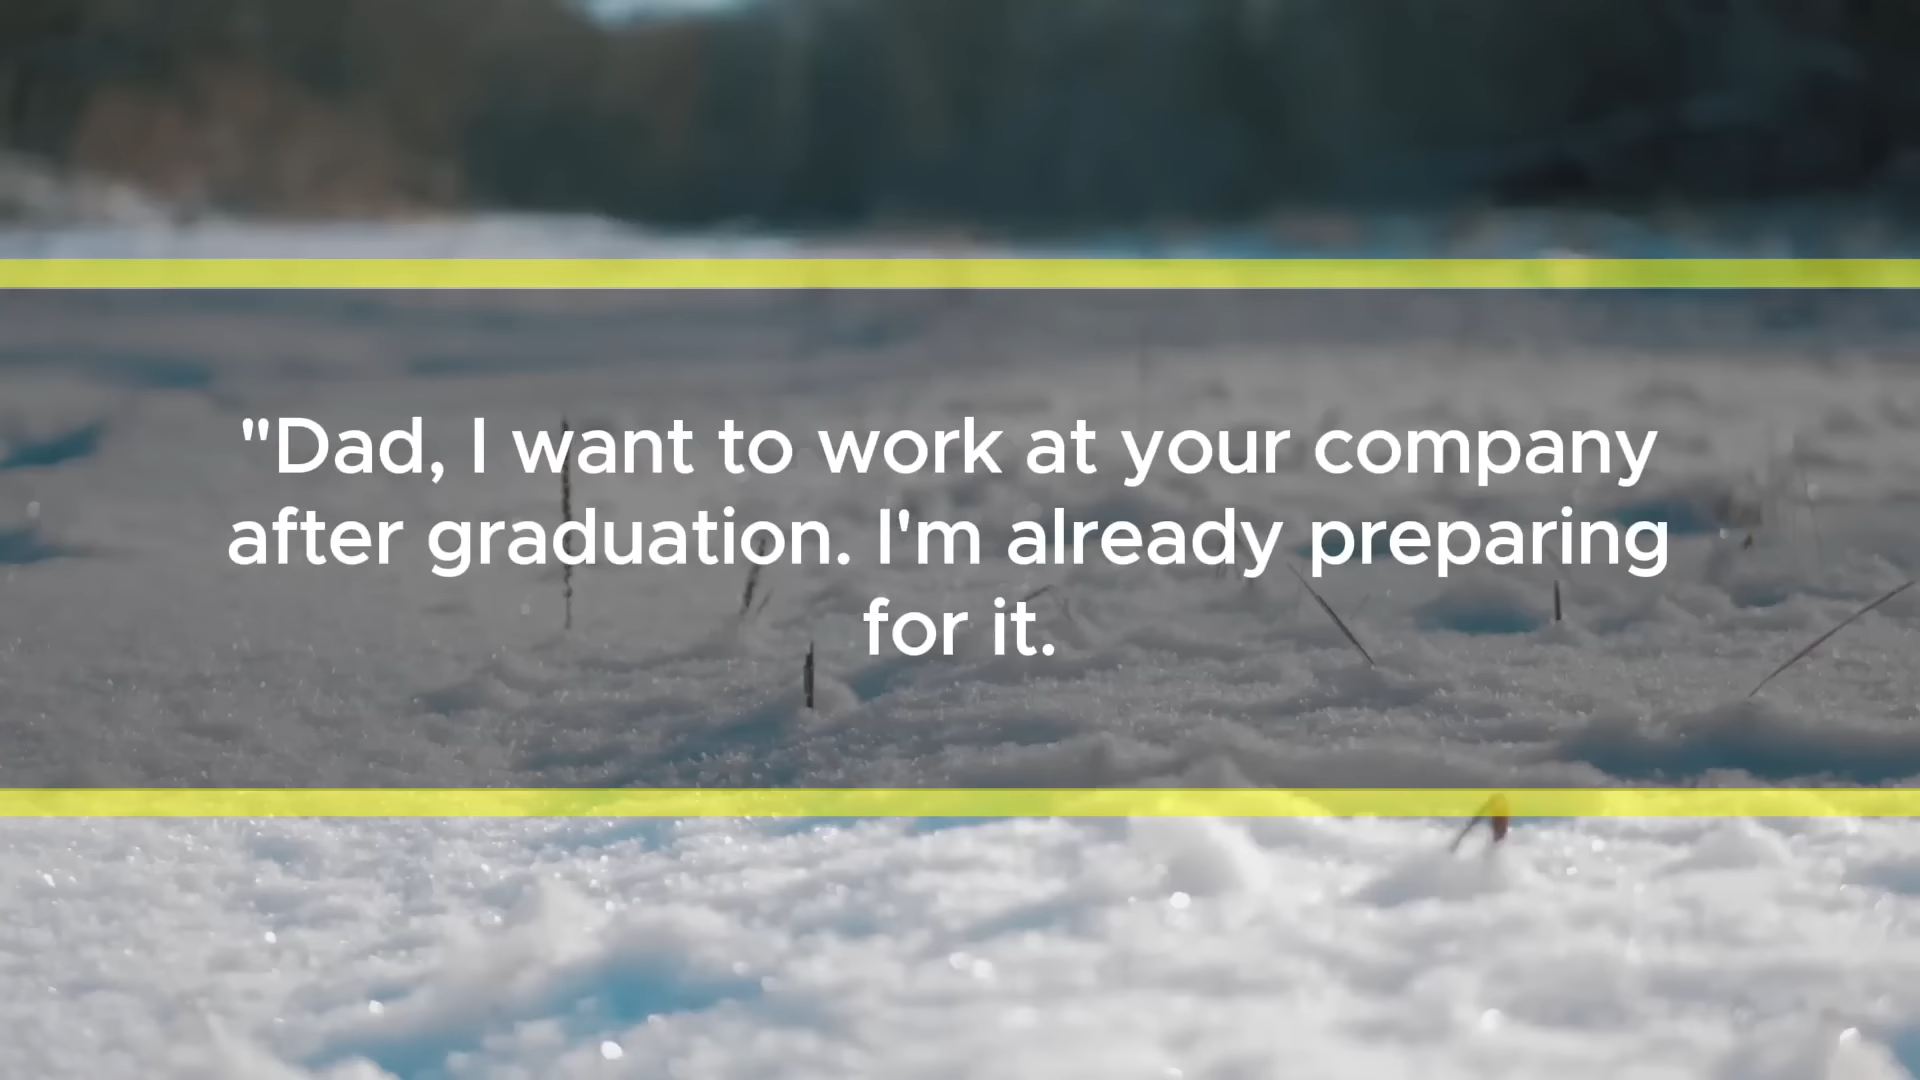 "Dad, I want to work at your company
after graduation. I'm already preparing
for it.